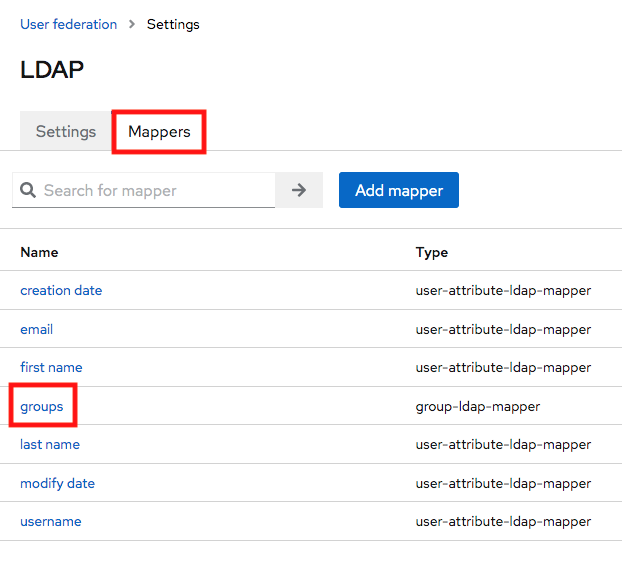 User federation > Settings
LDAP
Settings Mappers
Search for mapper Add mapper
Name Type
creation date user-attribute-ldap-mapper
email user-attribute-ldap-mapper
first name user-attribute-ldap-mapper
groups group-ldap-mapper
last name user-attribute-ldap-mapper
modify date user-attribute-ldap-mapper
username user-attribute-ldap-mapper